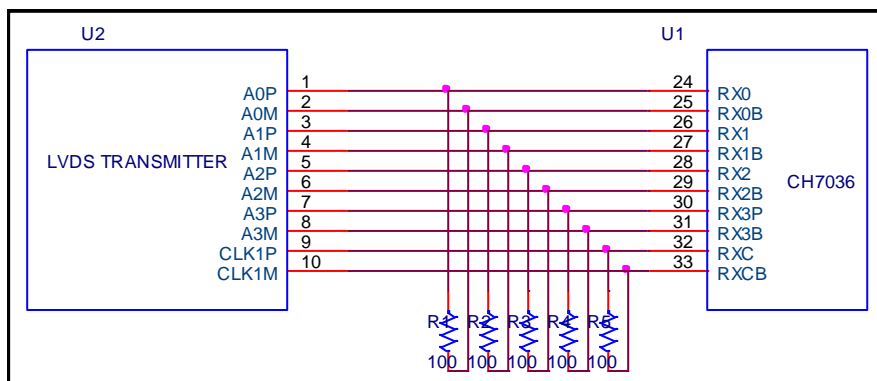 U2
U1
LVDS TRANSMITTER
A0P 1
A0M 2
A1P 3
A1M 4
A2P 5
A2M 6
A3P 7
A3M 8
CLK1P 9
CLK1M 10
24 RX0
25 RX0B
26 RX1
27 RX1B
28 RX2
29 RX2B
30 RX3P
31 RX3B
32 RXC
33 RXCB
CH7036
R1 R2 R3 R4 R5
100 100 100 100 100